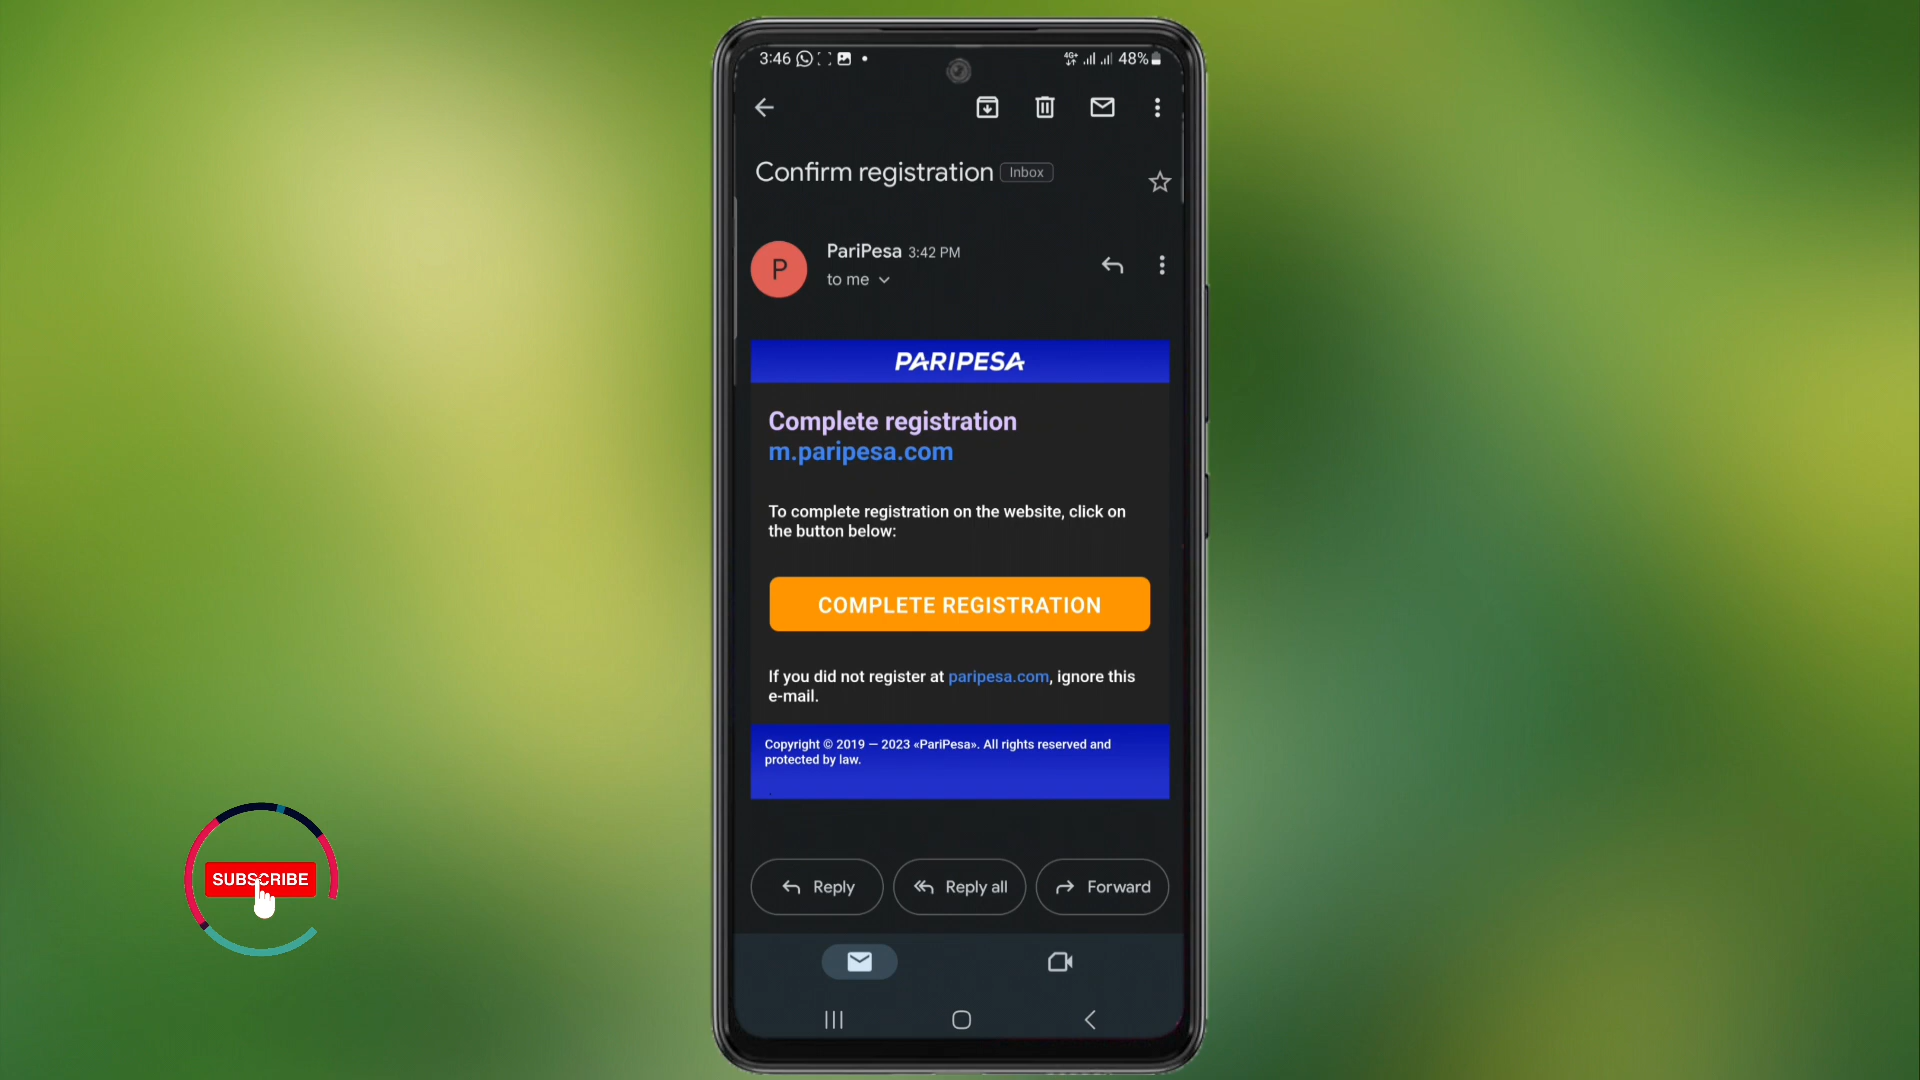 3:46
4G+ 48%
Confirm registration Inbox
P
PariPesa 3:42 PM
to me
PARIPESA
Complete registration
m.paripesa.com
To complete registration on the website, click on
the button below:
COMPLETE REGISTRATION
If you did not register at paripesa.com, ignore this
e-mail.
Copyright © 2019 — 2023 «PariPesa». All rights reserved and
protected by law.
Reply Reply all Forward
SUBSCRIBE